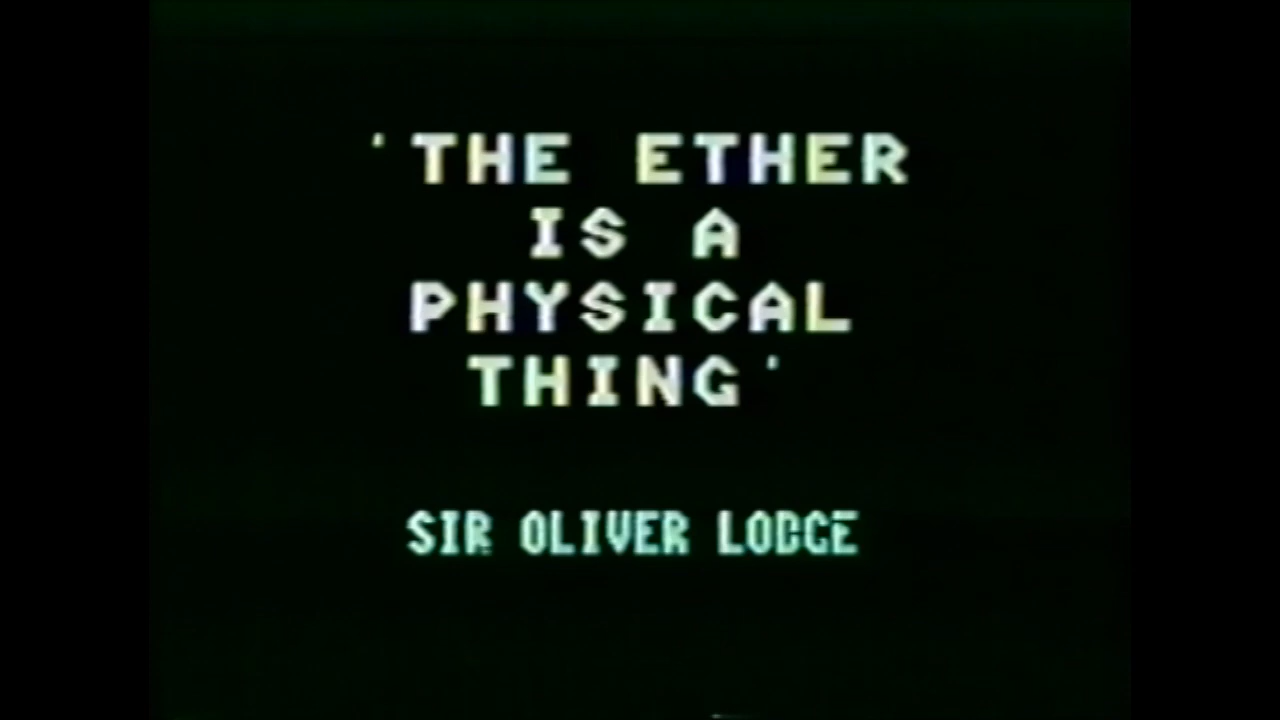 'THE ETHER
IS A
PHYSICAL
THING'
SIR OLIVER LODGE